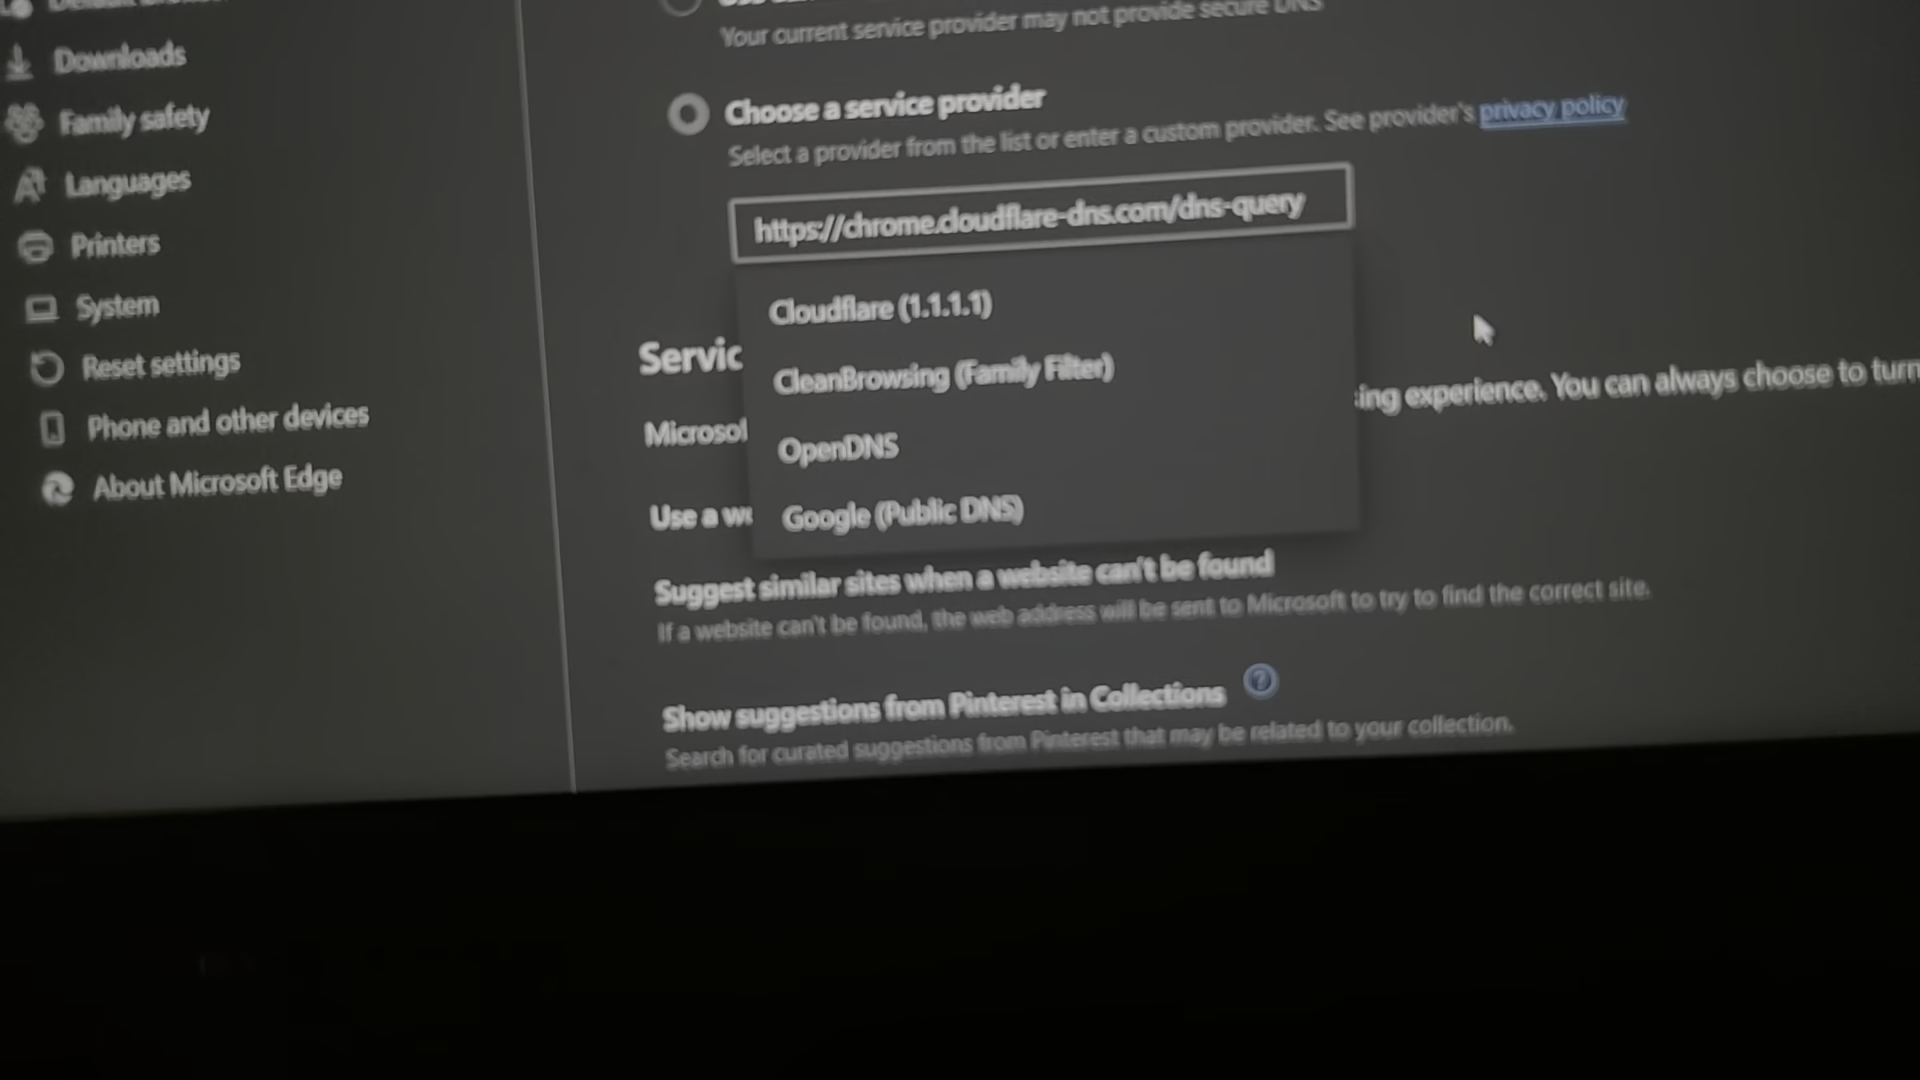 Default
Downloads
Family safety
Languages
Printers
System
Reset settings
Phone and other devices
About Microsoft Edge
Your current service provider may not provide secure DNS
Choose a service provider
Select a provider from the list or enter a custom provider. See provider's privacy policy
https://chrome.cloudflare-dns.com/dns-query
Cloudflare (1.1.1.1)
CleanBrowsing (Family Filter)
OpenDNS
Google (Public DNS)
Servic
Microsof
ing experience. You can always choose to turn
Use a we
Suggest similar sites when a website can't be found
If a website can't be found, the web address will be sent to Microsoft to try to find the correct site.
Show suggestions from Pinterest in Collections
Search for curated suggestions from Pinterest that may be related to your collection.